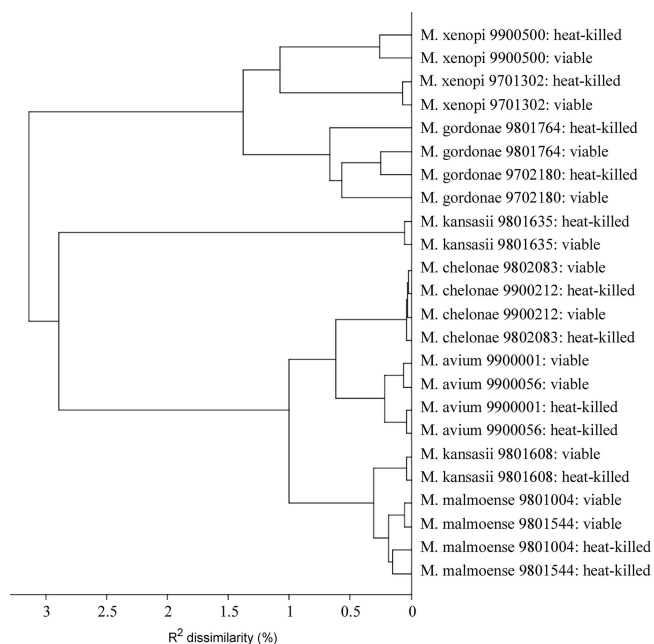 M. xenopi 9900500: heat-killed
M. xenopi 9900500: viable
M. xenopi 9701302: heat-killed
M. xenopi 9701302: viable
M. gordonae 9801764: heat-killed
M. gordonae 9801764: viable
M. gordonae 9702180: heat-killed
M. gordonae 9702180: viable
M. kansasii 9801635: heat-killed
M. kansasii 9801635: viable
M. chelonae 9802083: viable
M. chelonae 9900212: heat-killed
M. chelonae 9900212: viable
M. chelonae 9802083: heat-killed
M. avium 9900001: viable
M. avium 9900056: viable
M. avium 9900001: heat-killed
M. avium 9900056: heat-killed
M. kansasii 9801608: viable
M. kansasii 9801608: heat-killed
M. malmoense 9801004: viable
M. malmoense 9801544: viable
M. malmoense 9801004: heat-killed
M. malmoense 9801544: heat-killed
3 2.5 2 1.5 1 0.5 0
R² dissimilarity (%)